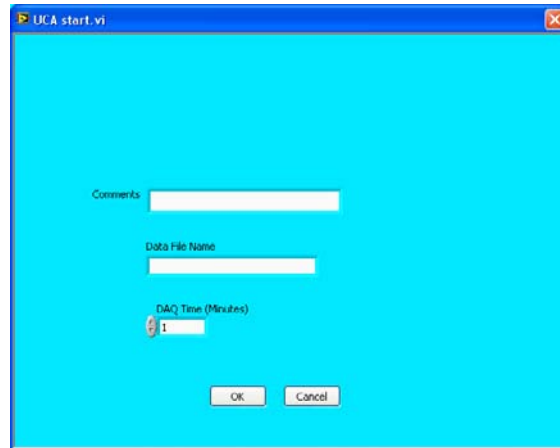 UCA start.vi
Comments
Data File Name
DAQ Time (Minutes)
1
OK Cancel